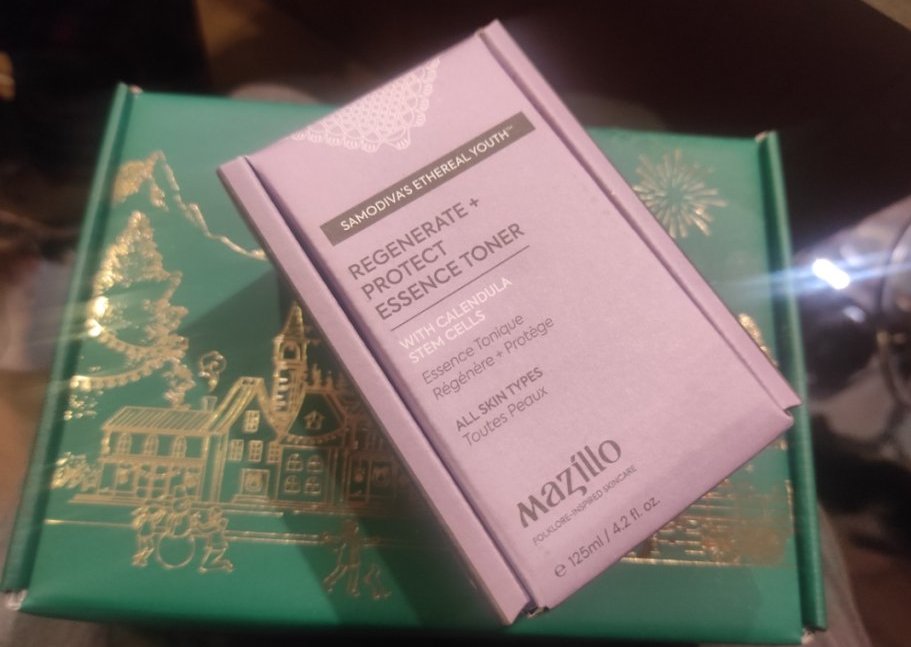 SAMODIVA'S ETHEREAL YOUTH™
REGENERATE +
PROTECT
ESSENCE TONER
WITH CALENDULA
STEM CELLS
Essence Tonique
Régénère + Protège
ALL SKIN TYPES
Toutes Peaux
Mazillo
FOLKLORE-INSPIRED SKINCARE
℮ 125ml / 4.2 fl. oz.